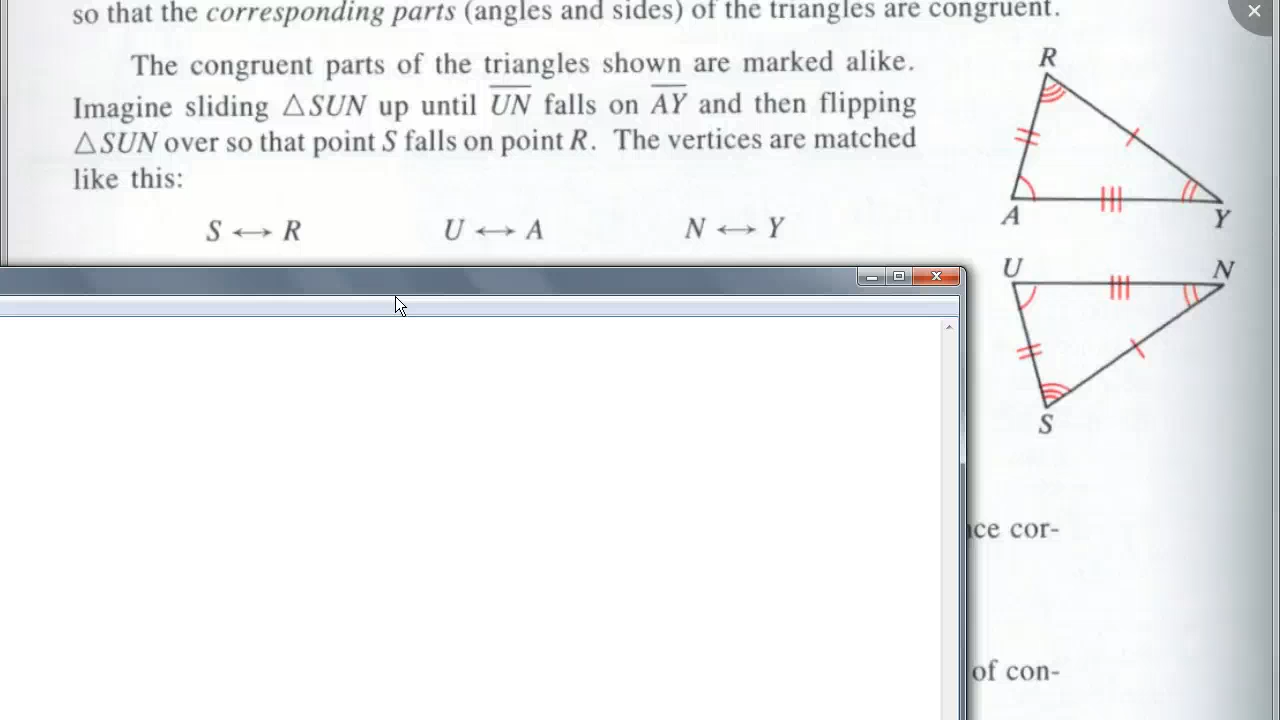 so that the corresponding parts (angles and sides) of the triangles are congruent.
The congruent parts of the triangles shown are marked alike.
Imagine sliding △SUN up until UN falls on AY and then flipping
△SUN over so that point S falls on point R. The vertices are matched
like this:
S ↔ R U ↔ A N ↔ Y
R
A Y
U N
S
cor-
of con-